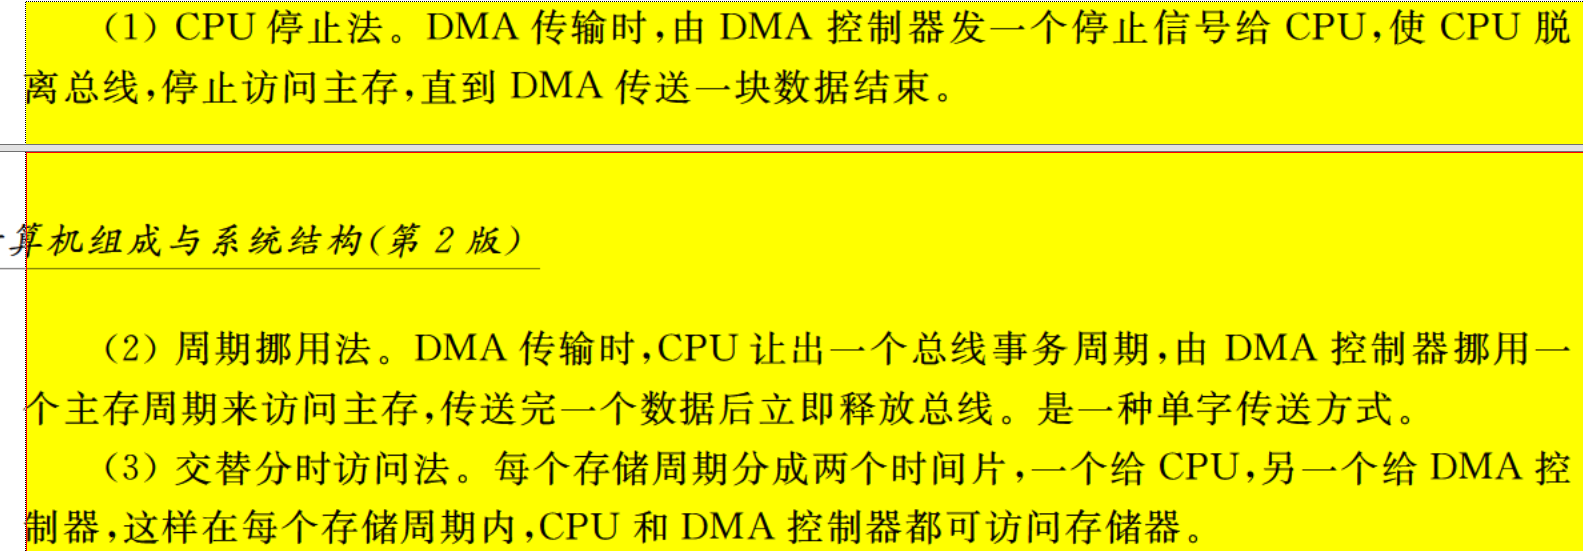 (1) CPU 停止法。DMA 传输时,由 DMA 控制器发一个停止信号给 CPU,使 CPU 脱
离总线,停止访问主存,直到 DMA 传送一块数据结束。
算机组成与系统结构(第 2 版)
(2) 周期挪用法。DMA 传输时,CPU 让出一个总线事务周期,由 DMA 控制器挪用一
个主存周期来访问主存,传送完一个数据后立即释放总线。是一种单字传送方式。
(3) 交替分时访问法。每个存储周期分成两个时间片,一个给 CPU,另一个给 DMA 控
制器,这样在每个存储周期内,CPU 和 DMA 控制器都可访问存储器。